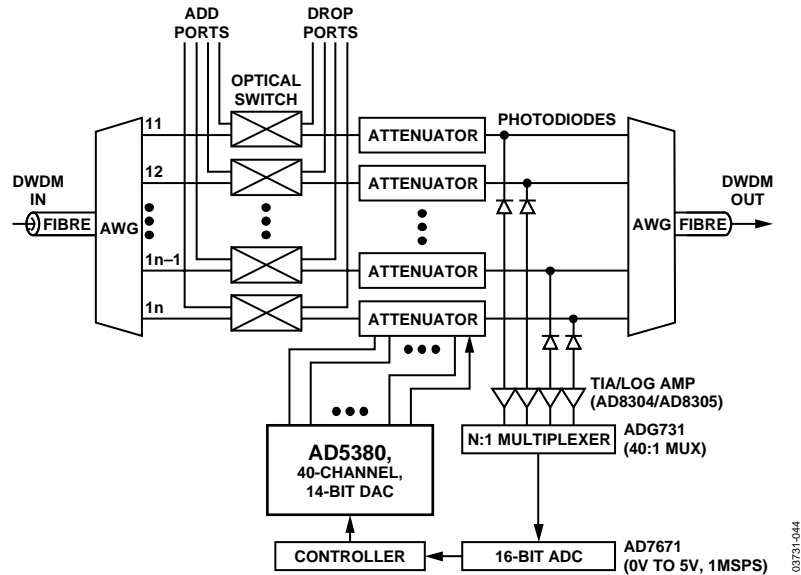 ADD
PORTS
DROP
PORTS
OPTICAL
SWITCH
PHOTODIODES
11
ATTENUATOR
12
ATTENUATOR
DWDM
IN
FIBRE
AWG
DWDM
OUT
AWG
FIBRE
1n–1
ATTENUATOR
1n
ATTENUATOR
TIA/LOG AMP
(AD8304/AD8305)
AD5380,
40-CHANNEL,
14-BIT DAC
N:1 MULTIPLEXER
ADG731
(40:1 MUX)
CONTROLLER
16-BIT ADC
AD7671
(0V TO 5V, 1MSPS)
03731-044